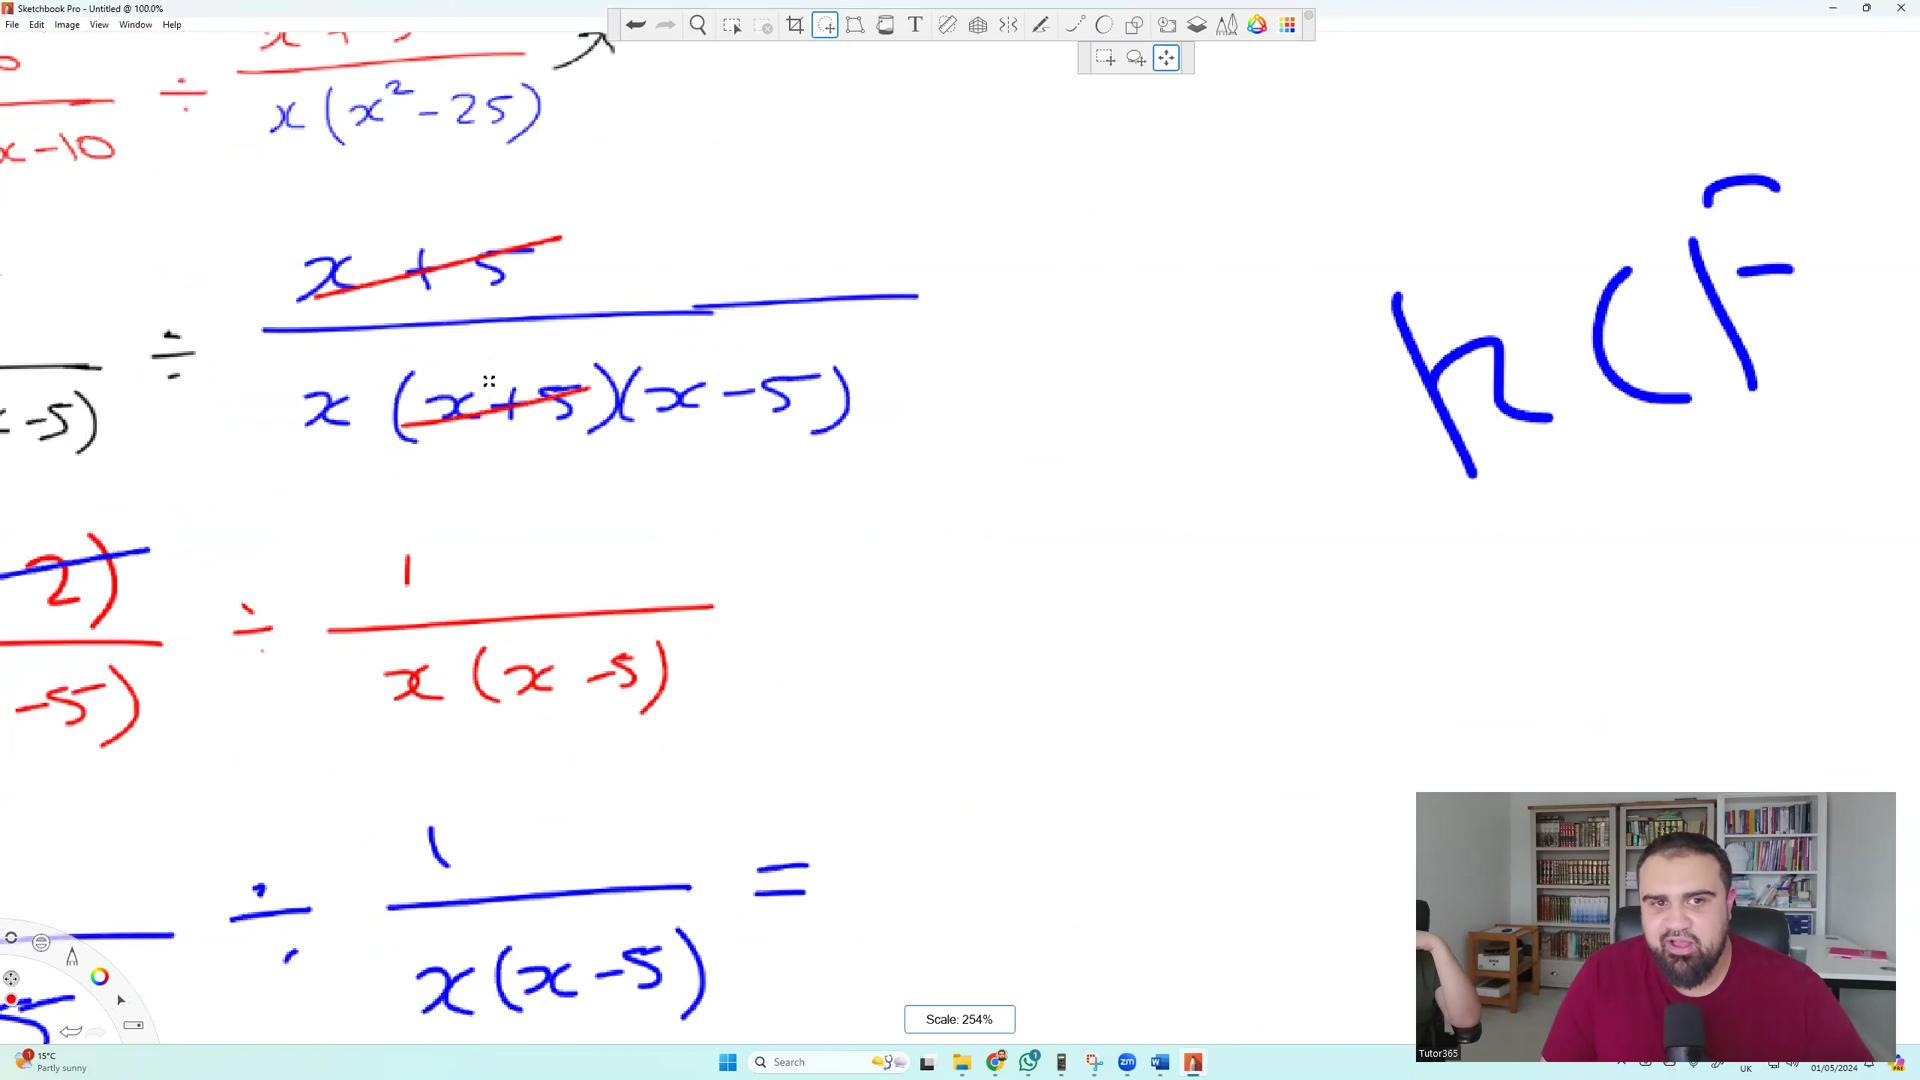 Sketchbook Pro - Untitled @ 100.0%
File Edit Image View Window Help
÷ x(x² - 25)
x - 10
x + 5
÷
x (x + 5)(x - 5)
- 5)
2) ÷ 1
- 5) x (x - 5)
÷ 1 =
x(x - 5)
h
Scale: 254%
Tutor365
15°C
Partly sunny
Search
UK
01/05/2024